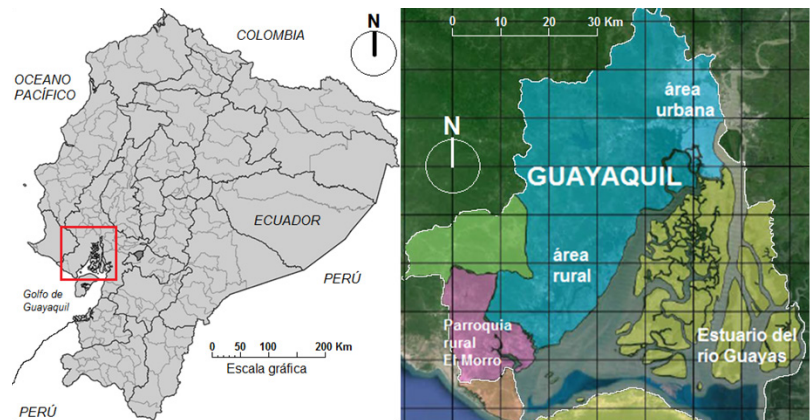 COLOMBIA
N
OCEANO
PACÍFICO
ECUADOR
PERÚ
Golfo de
Guayaquil
0 50 100 200 Km
Escala gráfica
PERÚ
0 10 20 30 Km
área
urbana
N
GUAYAQUIL
área
rural
Parroquia
rural
El Morro
Estuario del
río Guayas